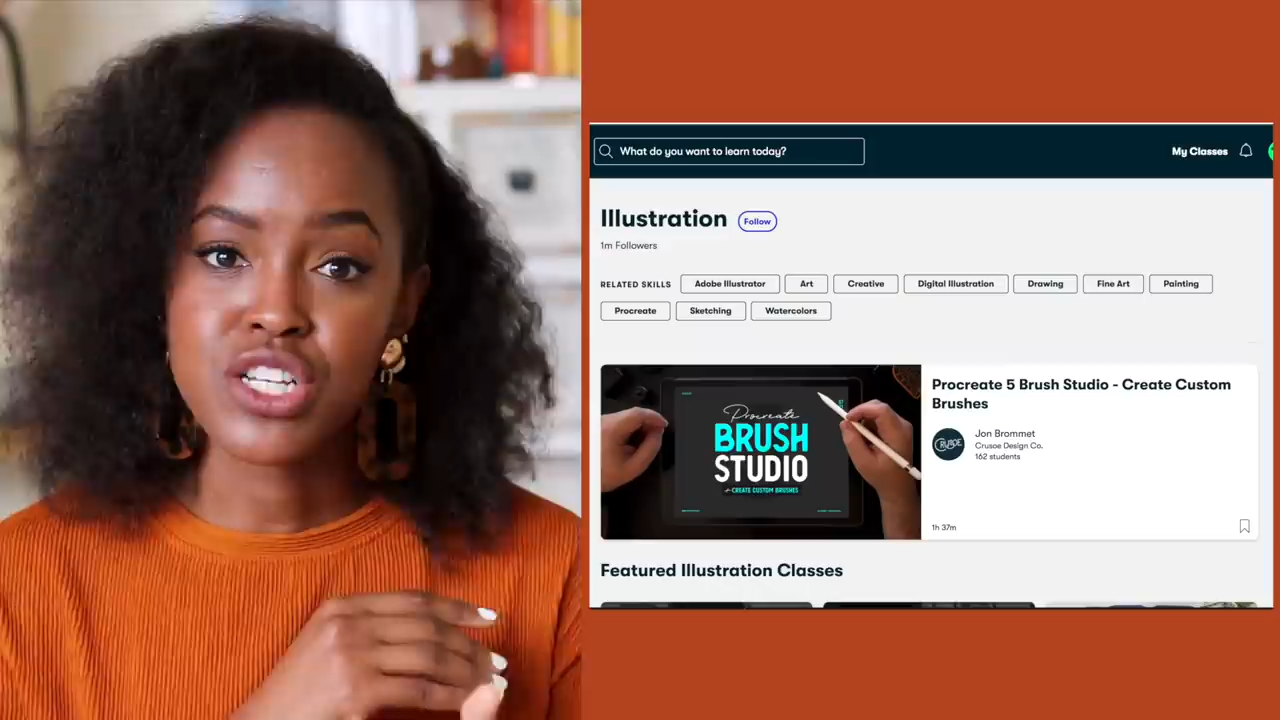 What do you want to learn today?
My Classes
Illustration
Follow
1m Followers
RELATED SKILLS
Adobe Illustrator
Art
Creative
Digital Illustration
Drawing
Fine Art
Painting
Procreate
Sketching
Watercolors
Procreate
BRUSH
STUDIO
CREATE CUSTOM BRUSHES
Procreate 5 Brush Studio - Create Custom
Brushes
CRUSOE
Jon Brommet
Crusoe Design Co.
162 students
1h 37m
Featured Illustration Classes